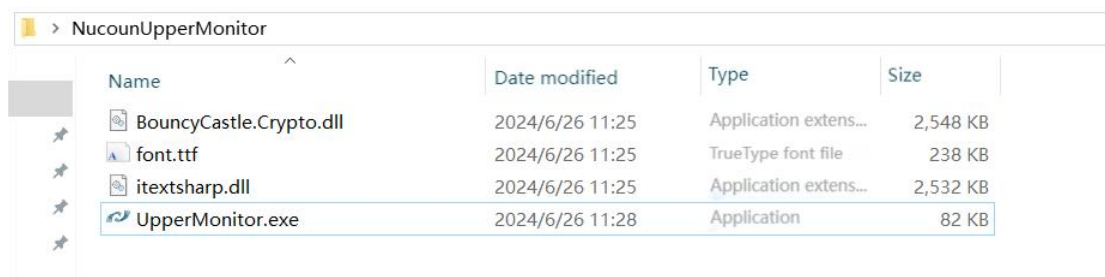 > NucounUpperMonitor
Name Date modified Type Size
BouncyCastle.Crypto.dll 2024/6/26 11:25 Application extens... 2,548 KB
font.ttf 2024/6/26 11:25 TrueType font file 238 KB
itextsharp.dll 2024/6/26 11:25 Application extens... 2,532 KB
UpperMonitor.exe 2024/6/26 11:28 Application 82 KB